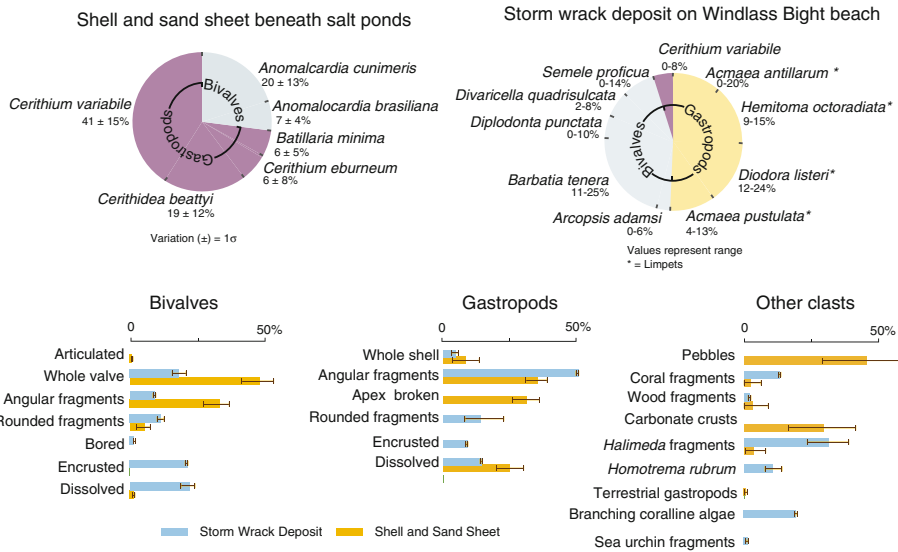 Shell and sand sheet beneath salt ponds
Bivalves
Gastropods
Anomalcardia cunimeris
20 ± 13%
Anomalocardia brasiliana
7 ± 4%
Batillaria minima
6 ± 5%
Cerithium eburneum
6 ± 8%
Cerithidea beattyi
19 ± 12%
Cerithium variabile
41 ± 15%
Variation (±) = 1σ
Storm wrack deposit on Windlass Bight beach
Bivalves
Gastropods
Cerithium variabile
0-8%
Acmaea antillarum *
0-20%
Hemitoma octoradiata*
9-15%
Diodora listeri*
12-24%
Acmaea pustulata*
4-13%
Arcopsis adamsi
0-6%
Barbatia tenera
11-25%
Diplodonta punctata
0-10%
Divaricella quadrisulcata
2-8%
Semele proficua
0-14%
Values represent range
* = Limpets
Bivalves
0 50%
Articulated
Whole valve
Angular fragments
Rounded fragments
Bored
Encrusted
Dissolved
Gastropods
0 50%
Whole shell
Angular fragments
Apex broken
Rounded fragments
Encrusted
Dissolved
Other clasts
0 50%
Pebbles
Coral fragments
Wood fragments
Carbonate crusts
Halimeda fragments
Homotrema rubrum
Terrestrial gastropods
Branching coralline algae
Sea urchin fragments
Storm Wrack Deposit Shell and Sand Sheet